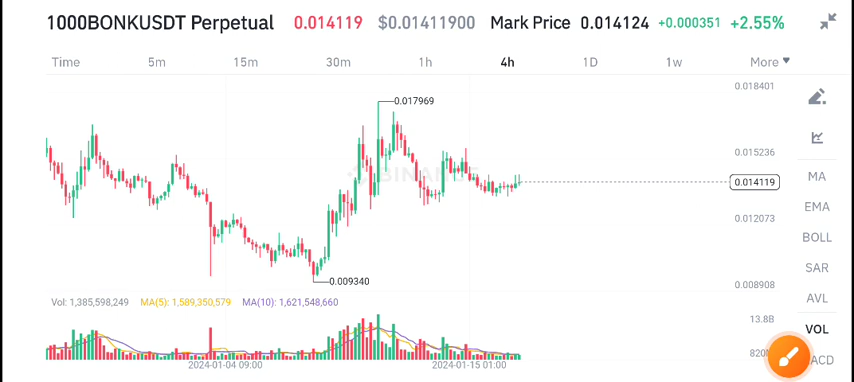 1000BONKUSDT Perpetual 0.014119 $0.01411900 Mark Price 0.014124 +0.000351 +2.55%
Time 5m 15m 30m 1h 4h 1D 1w More
0.018401
0.017969
0.015236
BINAN
MA
0.014119
EMA
0.012073
BOLL
SAR
0.009340
0.008908
AVL
Vol: 1,385,598,249 MA(5): 1,589,350,579 MA(10): 1,621,548,660
13.8B
VOL
820
ACD
2024-01-04 09:00 2024-01-15 01:00